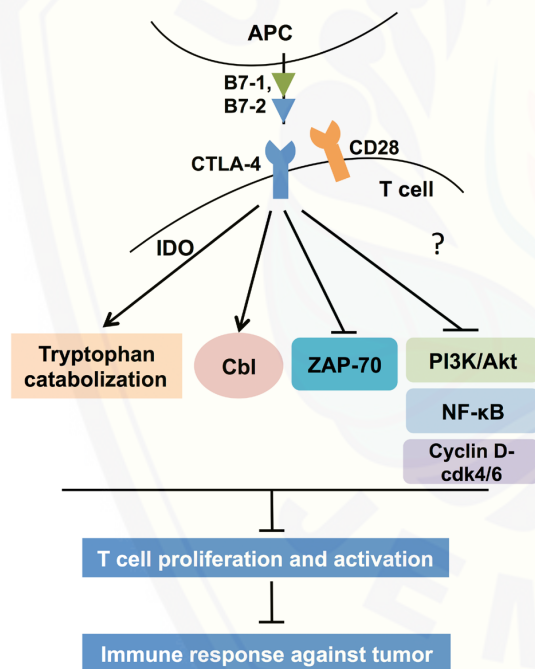 APC
B7-1,
B7-2
CTLA-4
CD28
T cell
IDO
?
Tryptophan
catabolization
Cbl
ZAP-70
PI3K/Akt
NF-κB
Cyclin D-
cdk4/6
T cell proliferation and activation
Immune response against tumor